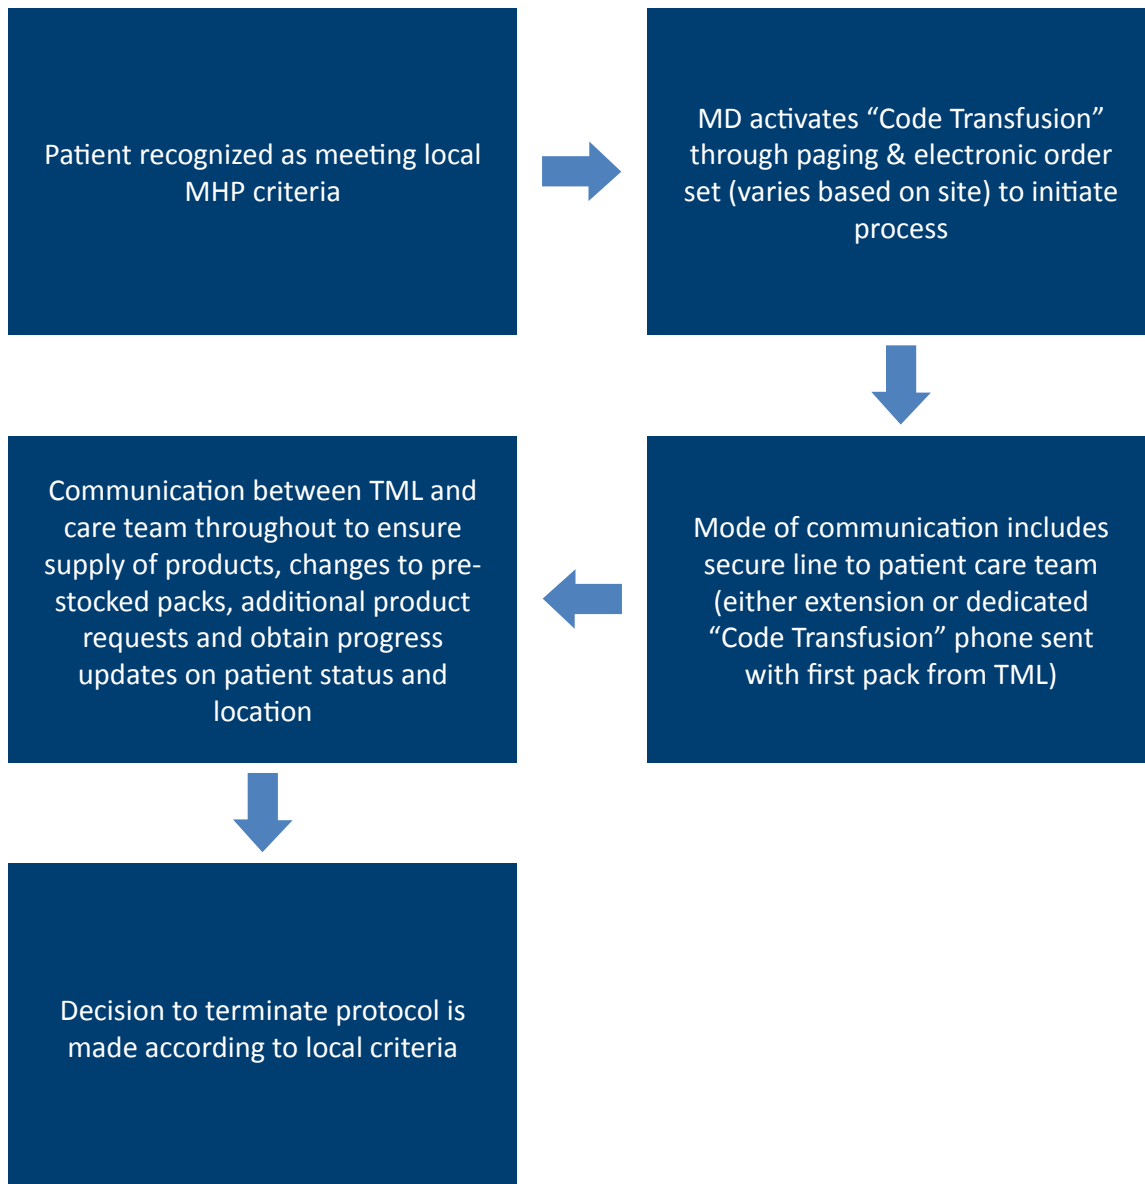 Patient recognized as meeting local
MHP criteria
MD activates “Code Transfusion”
through paging & electronic order
set (varies based on site) to initiate
process
Mode of communication includes
secure line to patient care team
(either extension or dedicated
“Code Transfusion” phone sent
with first pack from TML)
Communication between TML and
care team throughout to ensure
supply of products, changes to pre-
stocked packs, additional product
requests and obtain progress
updates on patient status and
location
Decision to terminate protocol is
made according to local criteria